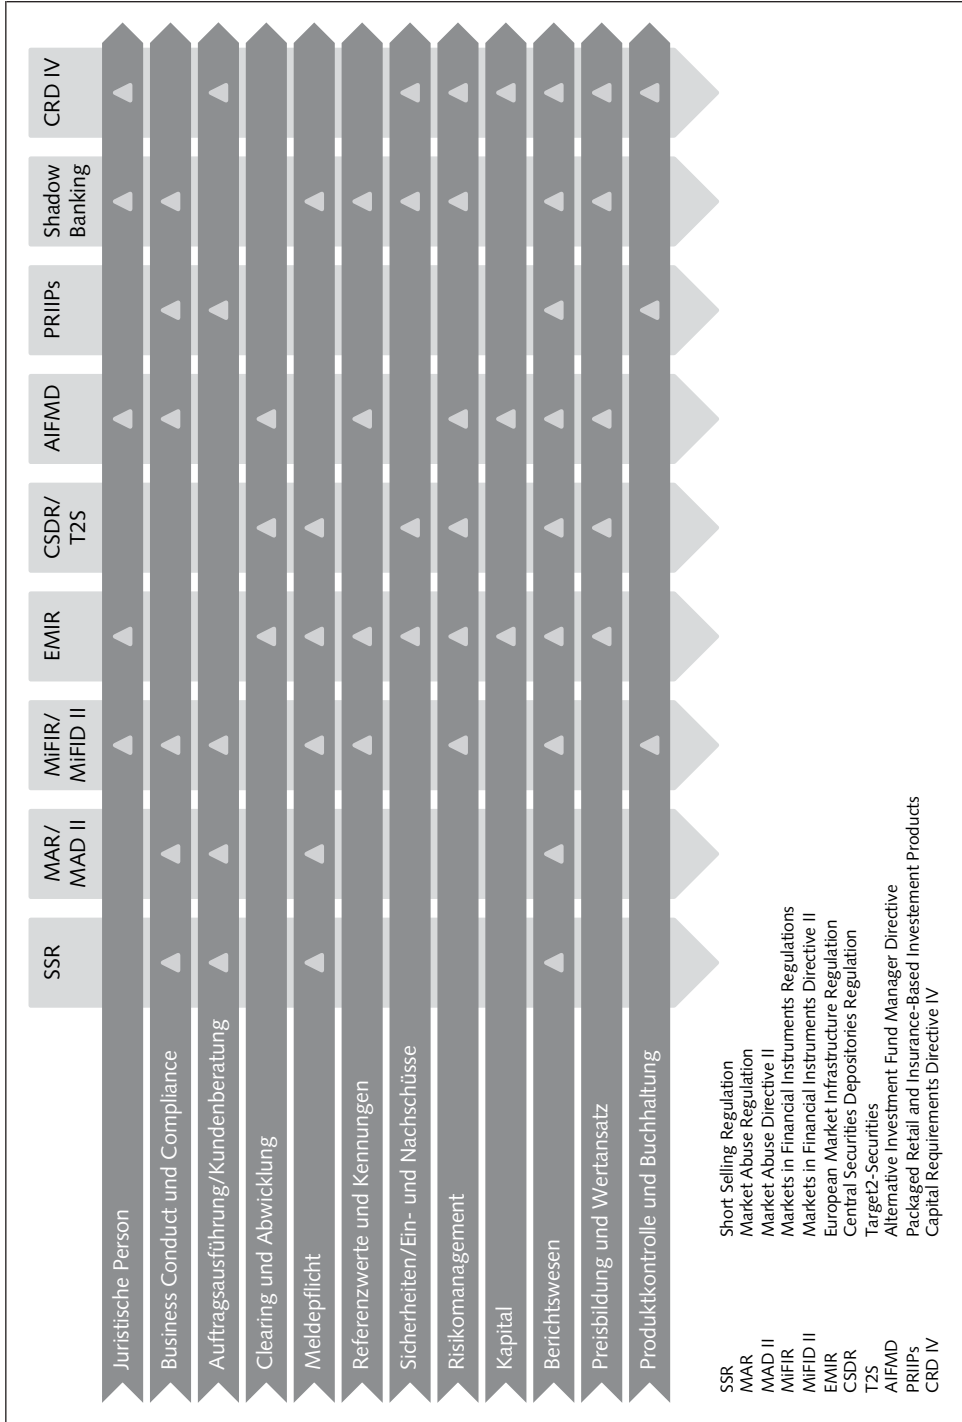 SSR
MAR/
MAD II
MiFIR/
MiFID II
EMIR
CSDR/
T2S
AIFMD
PRIIPs
Shadow
Banking
CRD IV
Juristische Person
Business Conduct und Compliance
Auftragsausführung/Kundenberatung
Clearing und Abwicklung
Meldepflicht
Referenzwerte und Kennungen
Sicherheiten/Ein- und Nachschüsse
Risikomanagement
Kapital
Berichtswesen
Preisbildung und Wertansatz
Produktkontrolle und Buchhaltung
SSR Short Selling Regulation
MAR Market Abuse Regulation
MAD II Market Abuse Directive II
MiFIR Markets in Financial Instruments Regulations
MiFID II Markets in Financial Instruments Directive II
EMIR European Market Infrastructure Regulation
CSDR Central Securities Depositories Regulation
T2S Target2-Securities
AIFMD Alternative Investment Fund Manager Directive
PRIIPs Packaged Retail and Insurance-Based Investement Products
CRD IV Capital Requirements Directive IV